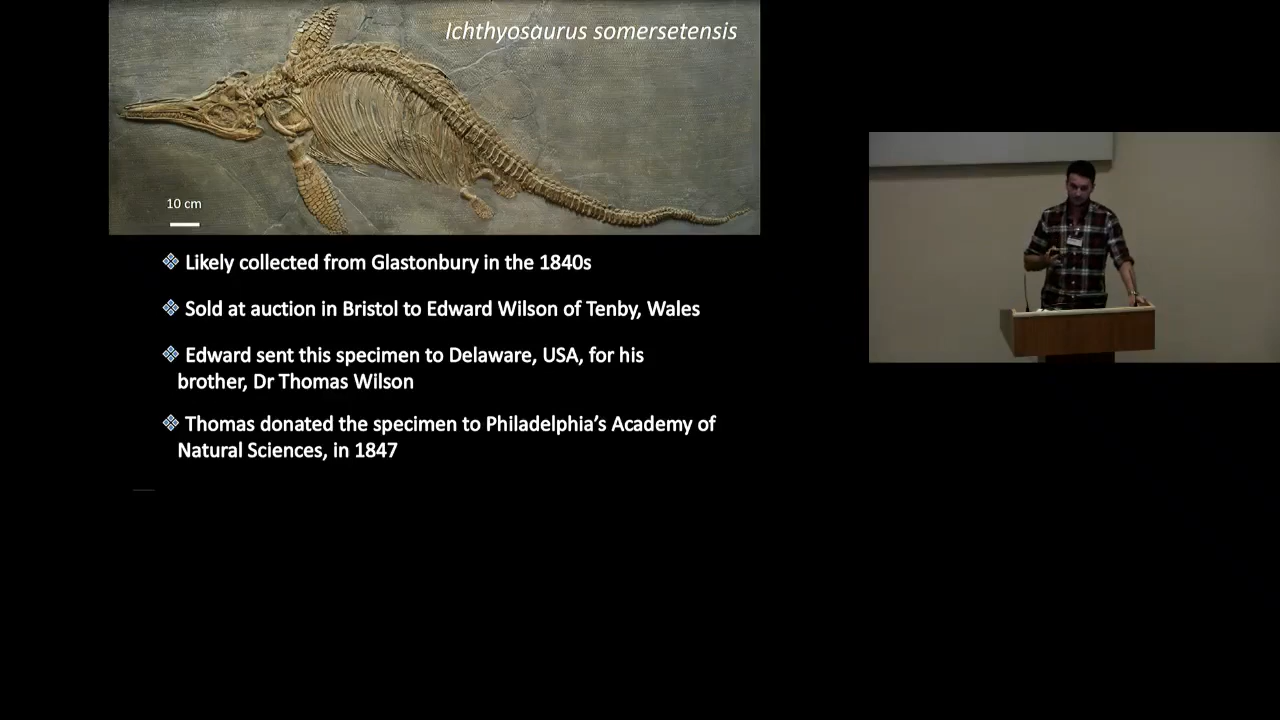 Ichthyosaurus somersetensis
10 cm
❖ Likely collected from Glastonbury in the 1840s
❖ Sold at auction in Bristol to Edward Wilson of Tenby, Wales
❖ Edward sent this specimen to Delaware, USA, for his
brother, Dr Thomas Wilson
❖ Thomas donated the specimen to Philadelphia’s Academy of
Natural Sciences, in 1847